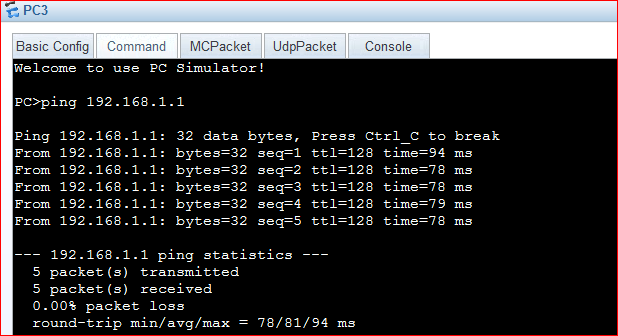 PC3
Basic Config Command MCPacket UdpPacket Console
Welcome to use PC Simulator!
PC>ping 192.168.1.1
Ping 192.168.1.1: 32 data bytes, Press Ctrl_C to break
From 192.168.1.1: bytes=32 seq=1 ttl=128 time=94 ms
From 192.168.1.1: bytes=32 seq=2 ttl=128 time=78 ms
From 192.168.1.1: bytes=32 seq=3 ttl=128 time=78 ms
From 192.168.1.1: bytes=32 seq=4 ttl=128 time=79 ms
From 192.168.1.1: bytes=32 seq=5 ttl=128 time=78 ms
--- 192.168.1.1 ping statistics ---
5 packet(s) transmitted
5 packet(s) received
0.00% packet loss
round-trip min/avg/max = 78/81/94 ms